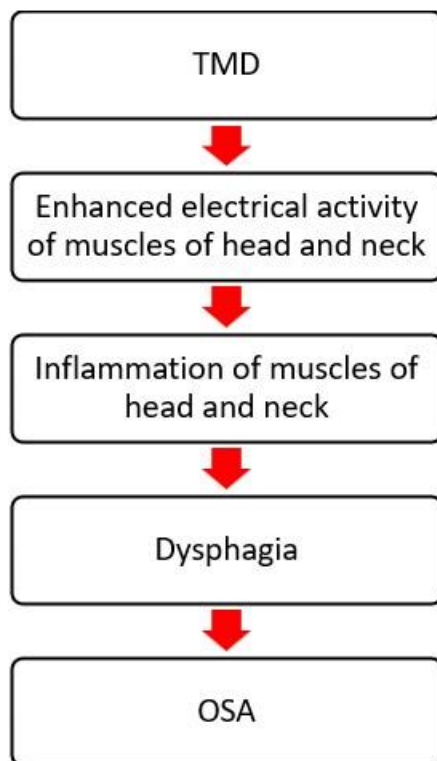 TMD
Enhanced electrical activity
of muscles of head and neck
Inflammation of muscles of
head and neck
Dysphagia
OSA